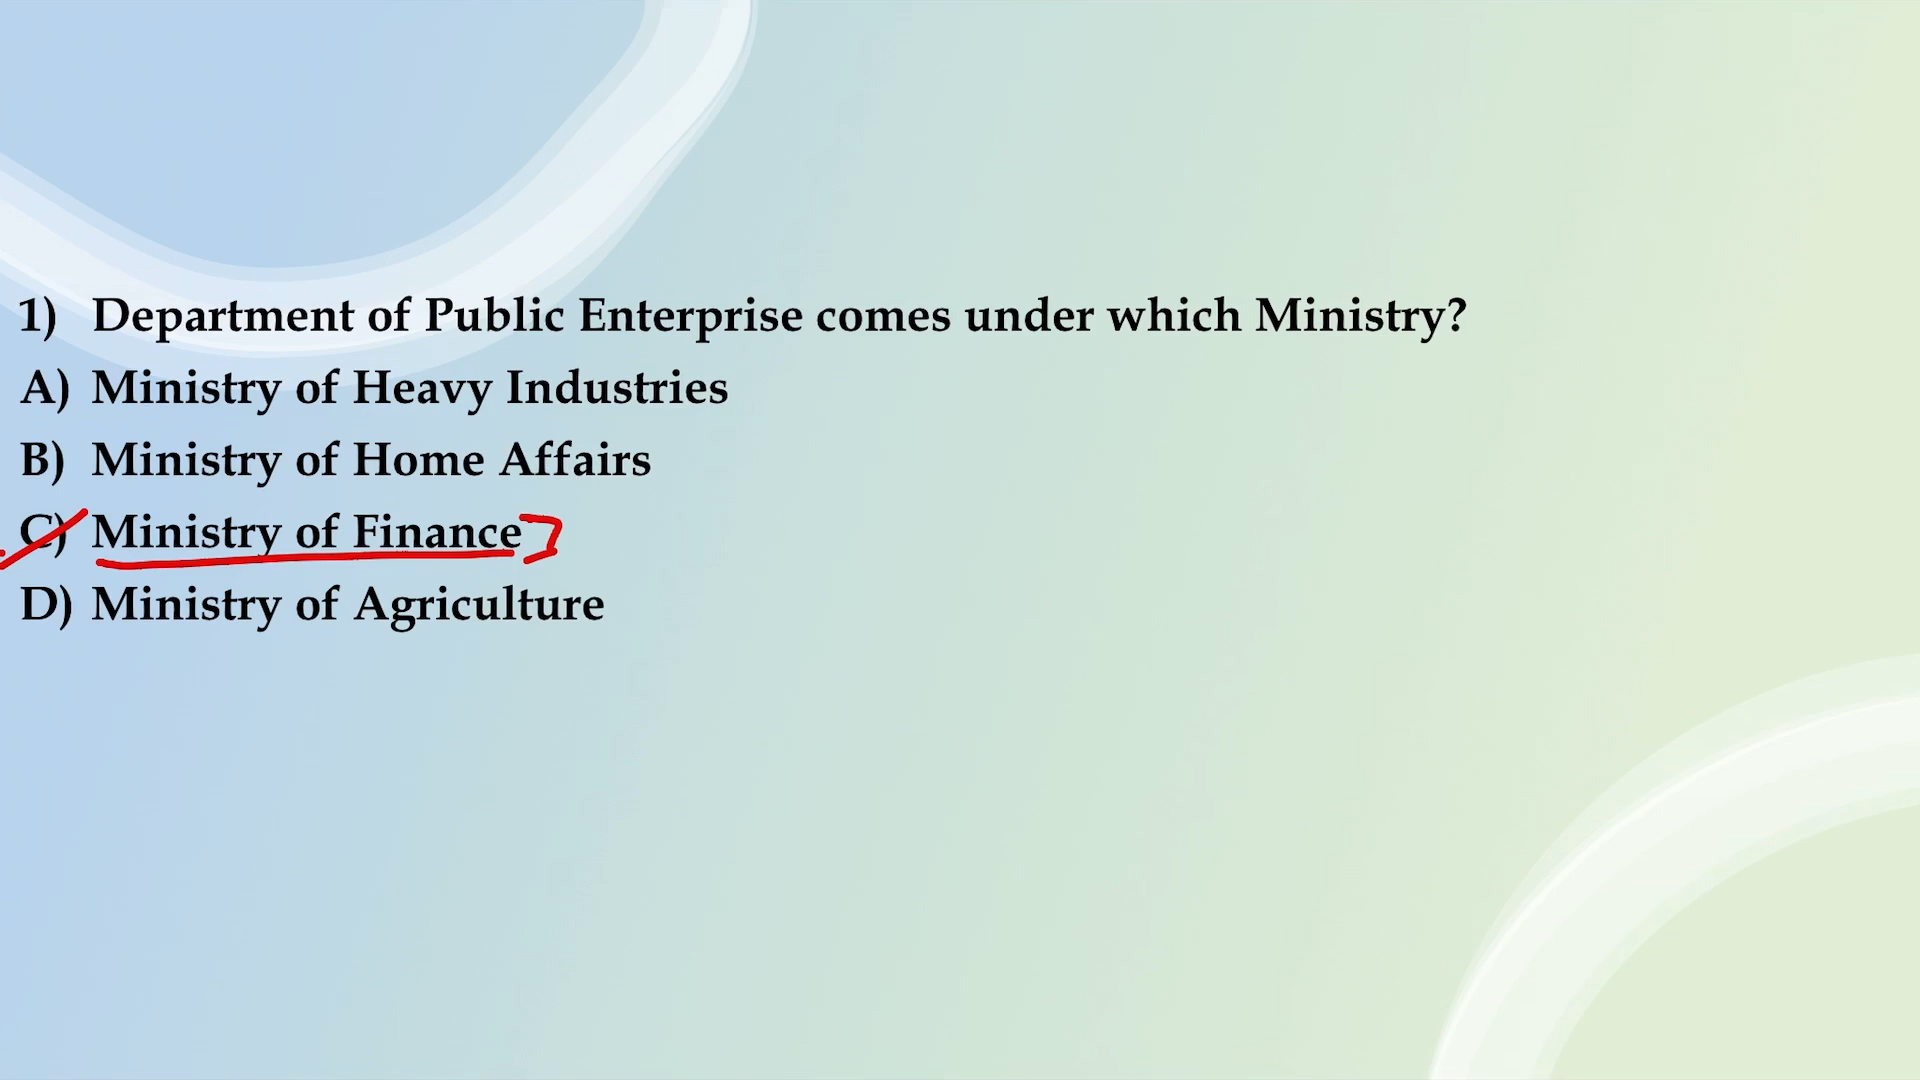 1) Department of Public Enterprise comes under which Ministry?
A) Ministry of Heavy Industries
B) Ministry of Home Affairs
C) Ministry of Finance
D) Ministry of Agriculture